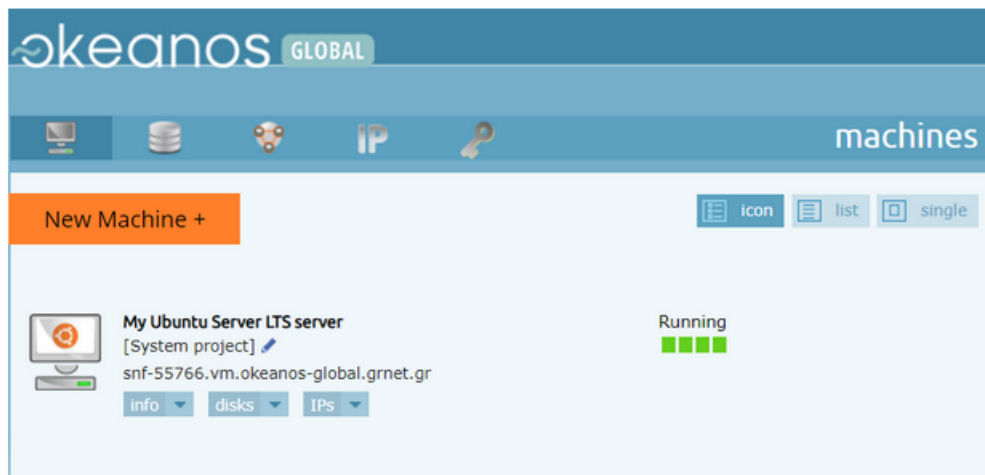 ~okeanos GLOBAL
IP
machines
New Machine +
icon
list
single
My Ubuntu Server LTS server
Running
[System project]
snf-55766.vm.okeanos-global.grnet.gr
info
disks
IPs